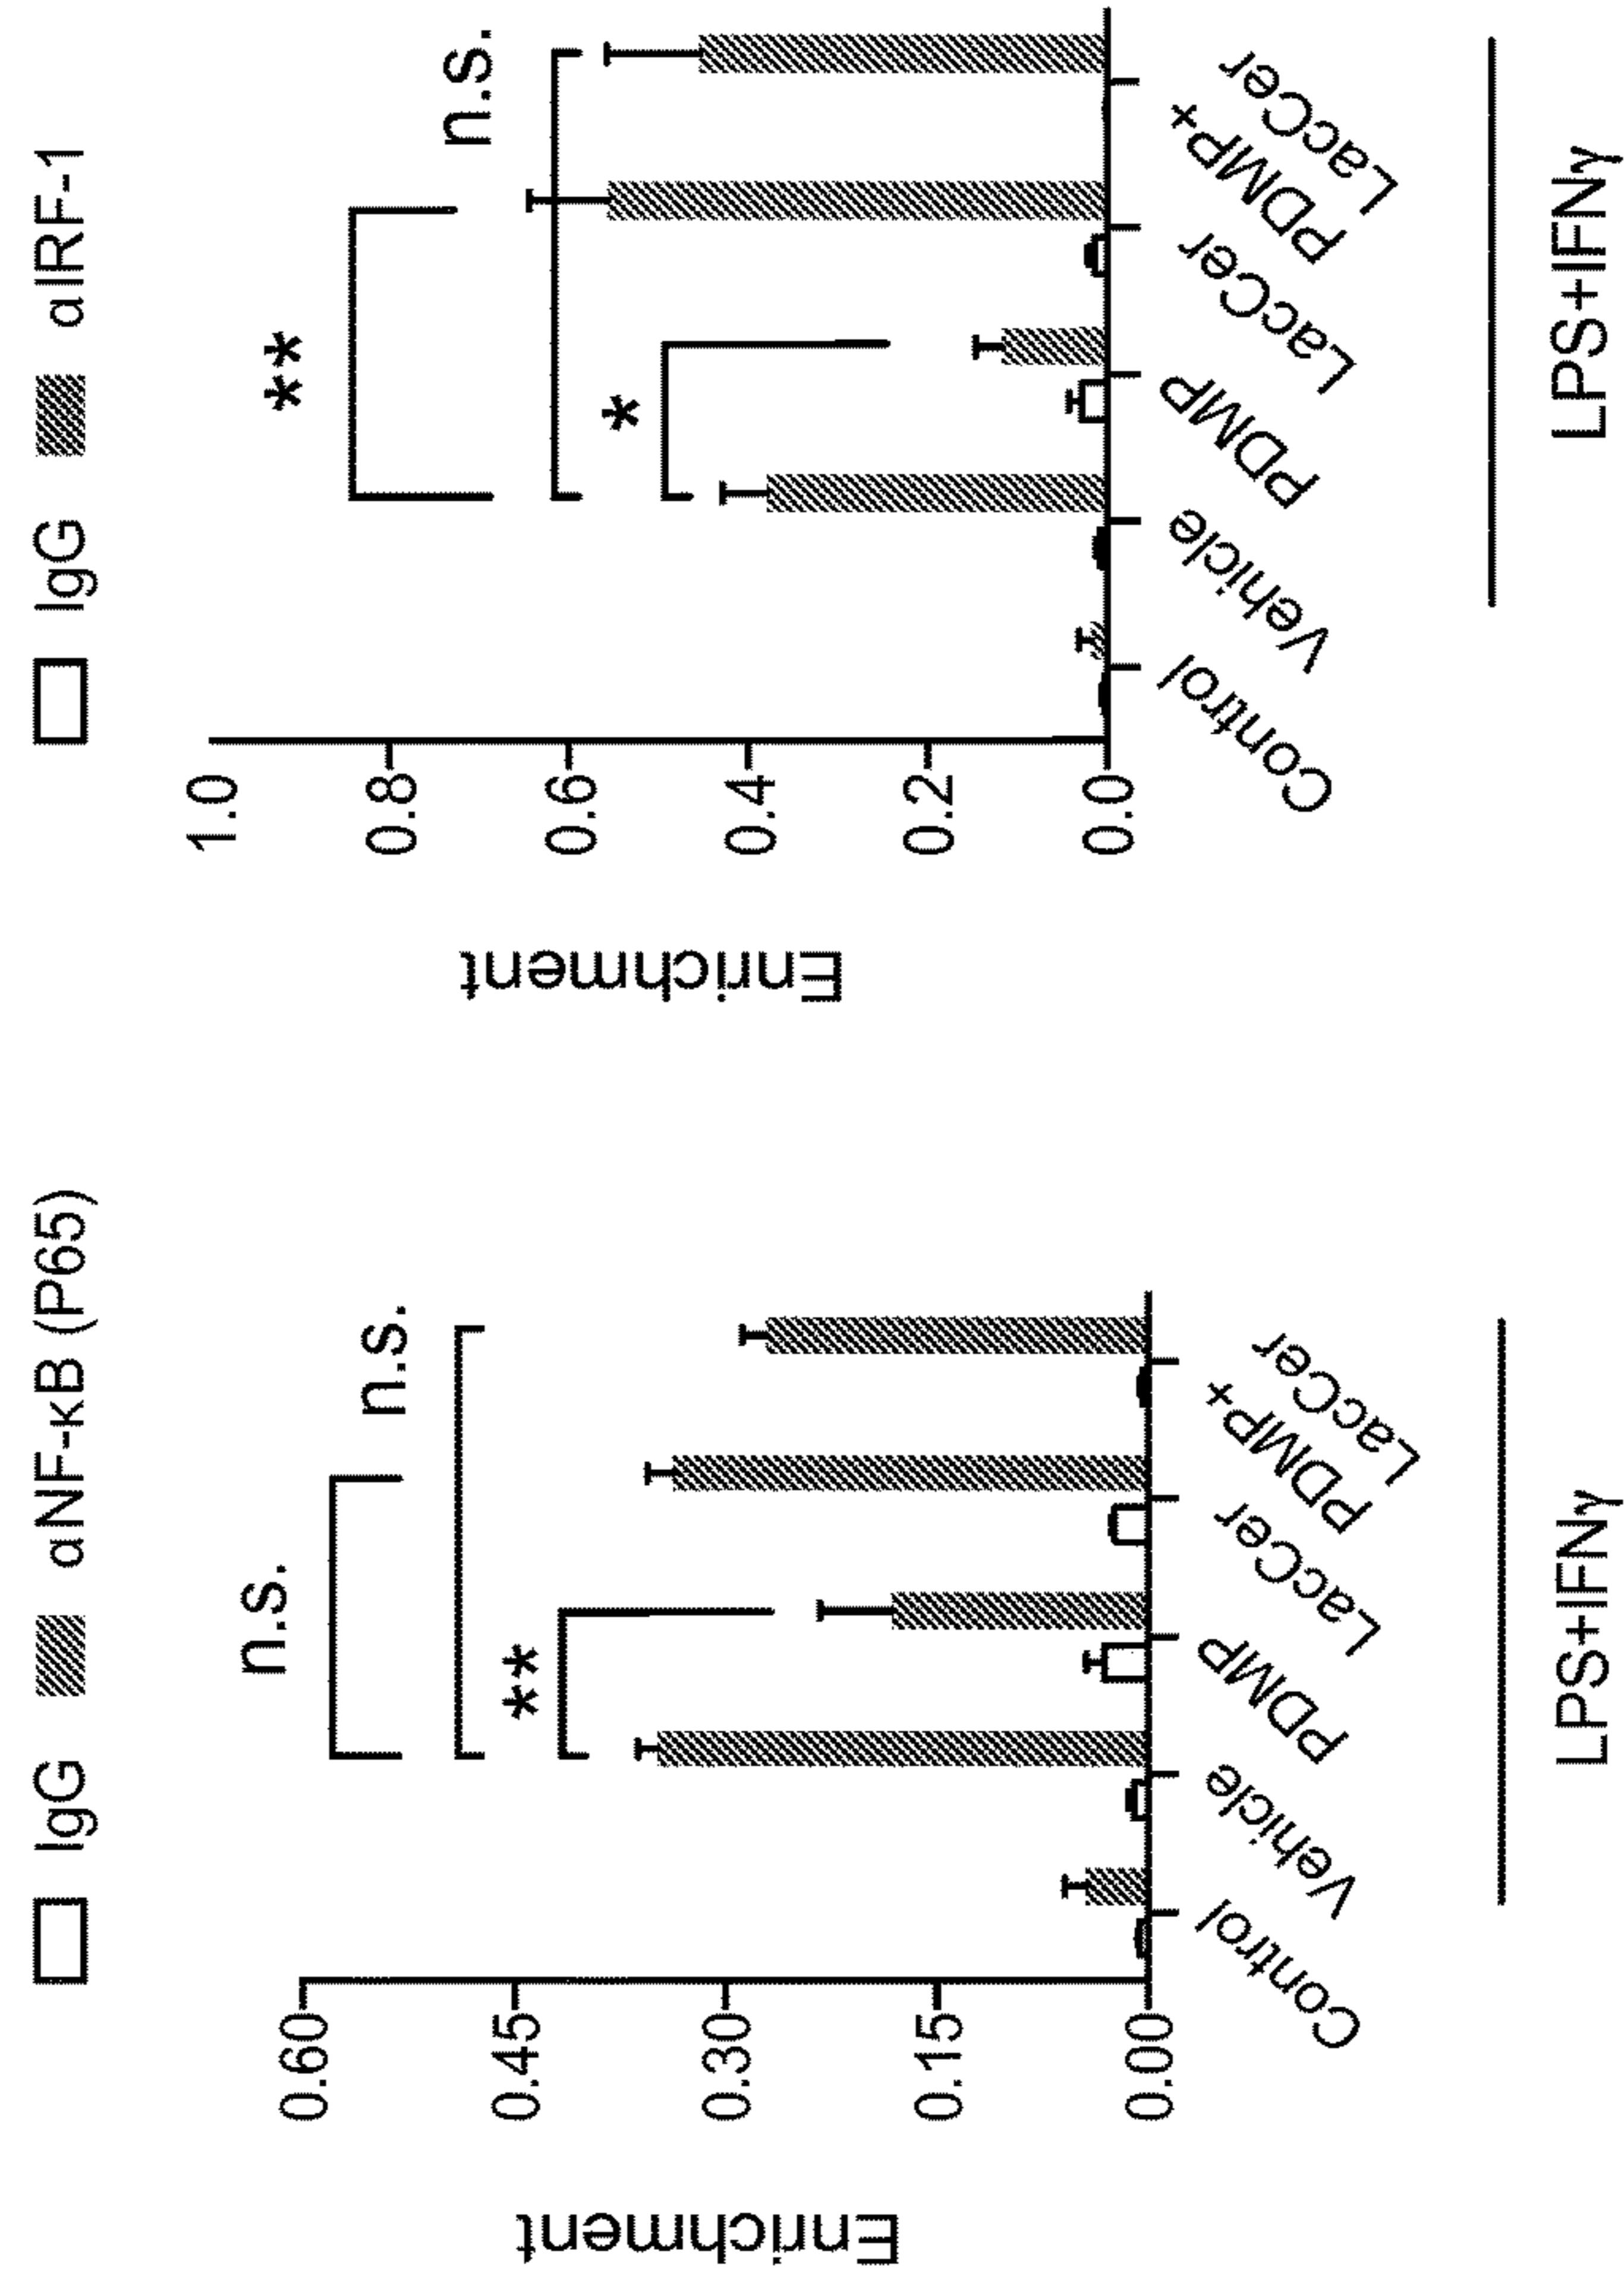 IgG αNF-κB (P65)
n.s.
n.s.
**
Enrichment
0.60
0.45
0.30
0.15
0.00
Control
Vehicle
PDMP
LacCer
PDMP+
LacCer
LPS+IFNγ
IgG αIRF-1
**
n.s.
*
Enrichment
1.0
0.8
0.6
0.4
0.2
0.0
Control
Vehicle
PDMP
LacCer
PDMP+
LacCer
LPS+IFNγ